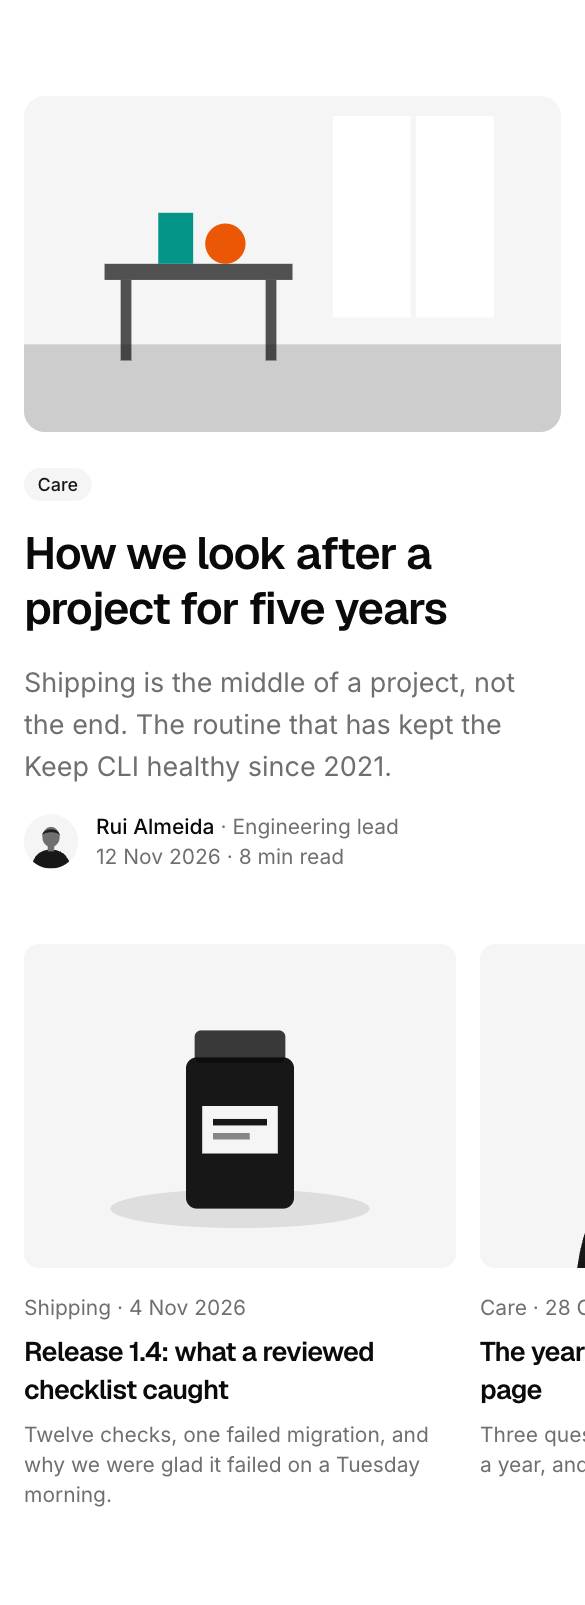 Care
How we look after a
project for five years
Shipping is the middle of a project, not
the end. The routine that has kept the
Keep CLI healthy since 2021.
Rui Almeida · Engineering lead
12 Nov 2026 · 8 min read
Shipping · 4 Nov 2026
Release 1.4: what a reviewed
checklist caught
Twelve checks, one failed migration, and
why we were glad it failed on a Tuesday
morning.
Care · 28
The year
page
Three
a year, and